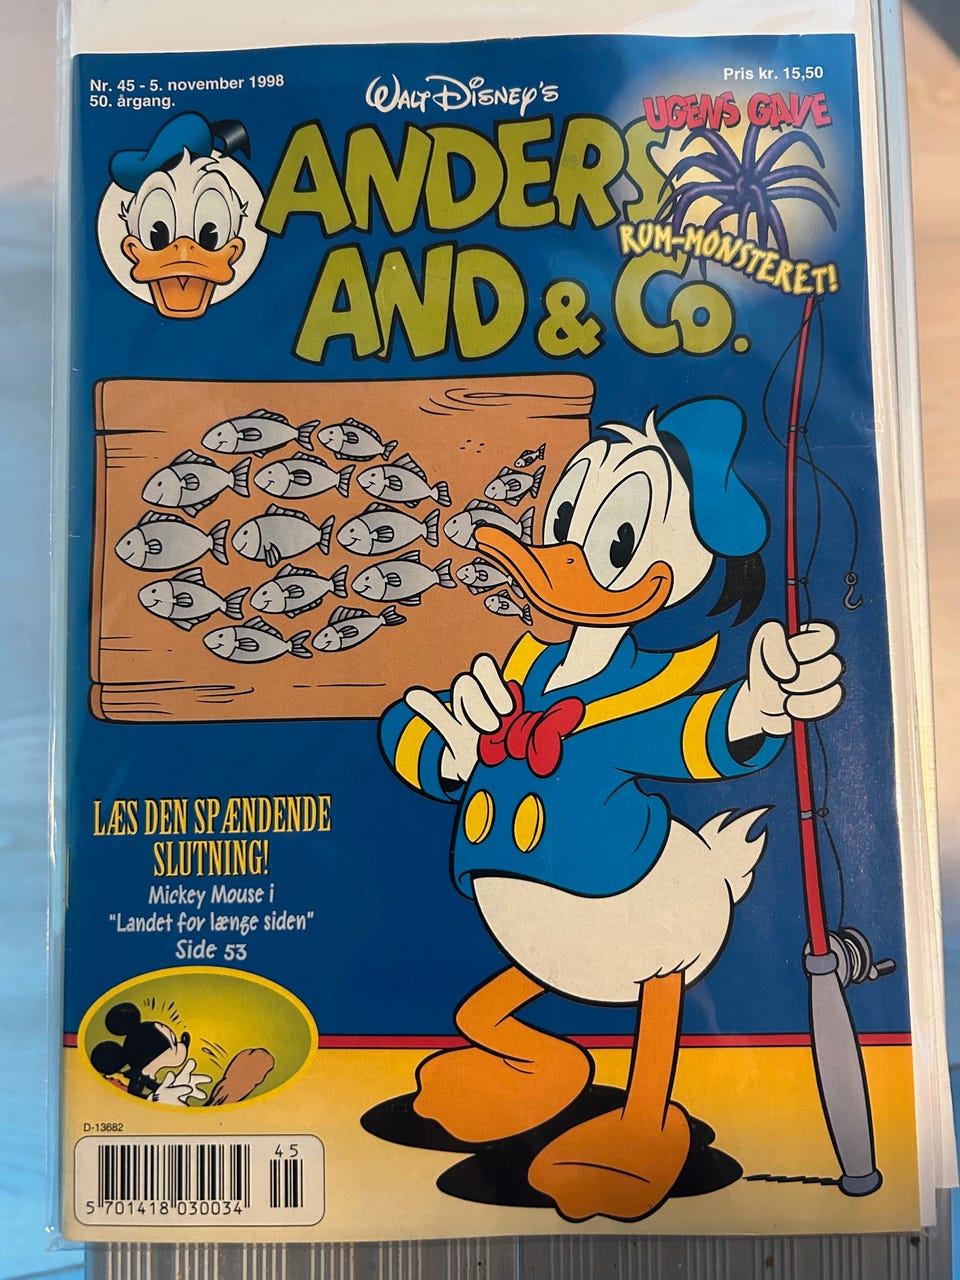 Nr. 45 - 5. november 1998
50. årgang.
WALT DISNEY'S
Pris kr. 15,50
UGENS GAVE
ANDERS
RUM-MONSTERET!
AND & Co.
LÆS DEN SPÆNDENDE
SLUTNING!
Mickey Mouse i
"Landet for længe siden"
Side 53
D-13682
45
5 701418 030034